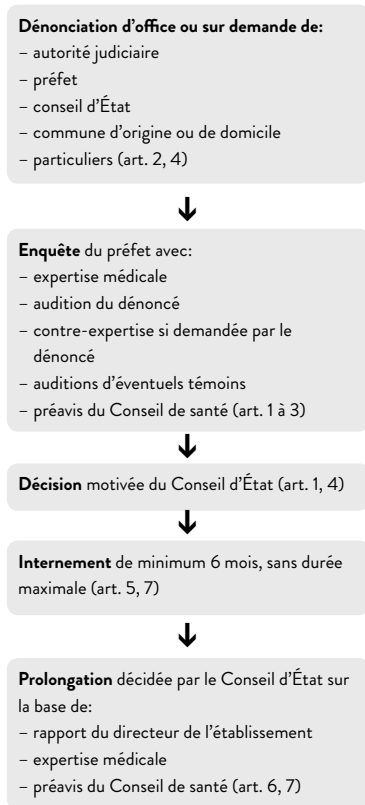 Dénonciation d’office ou sur demande de:
– autorité judiciaire
– préfet
– conseil d’État
– commune d’origine ou de domicile
– particuliers (art. 2, 4)
Enquête du préfet avec:
– expertise médicale
– audition du dénoncé
– contre-expertise si demandée par le
dénoncé
– auditions d’éventuels témoins
– préavis du Conseil de santé (art. 1 à 3)
Décision motivée du Conseil d’État (art. 1, 4)
Internement de minimum 6 mois, sans durée
maximale (art. 5, 7)
Prolongation décidée par le Conseil d’État sur
la base de:
– rapport du directeur de l’établissement
– expertise médicale
– préavis du Conseil de santé (art. 6, 7)